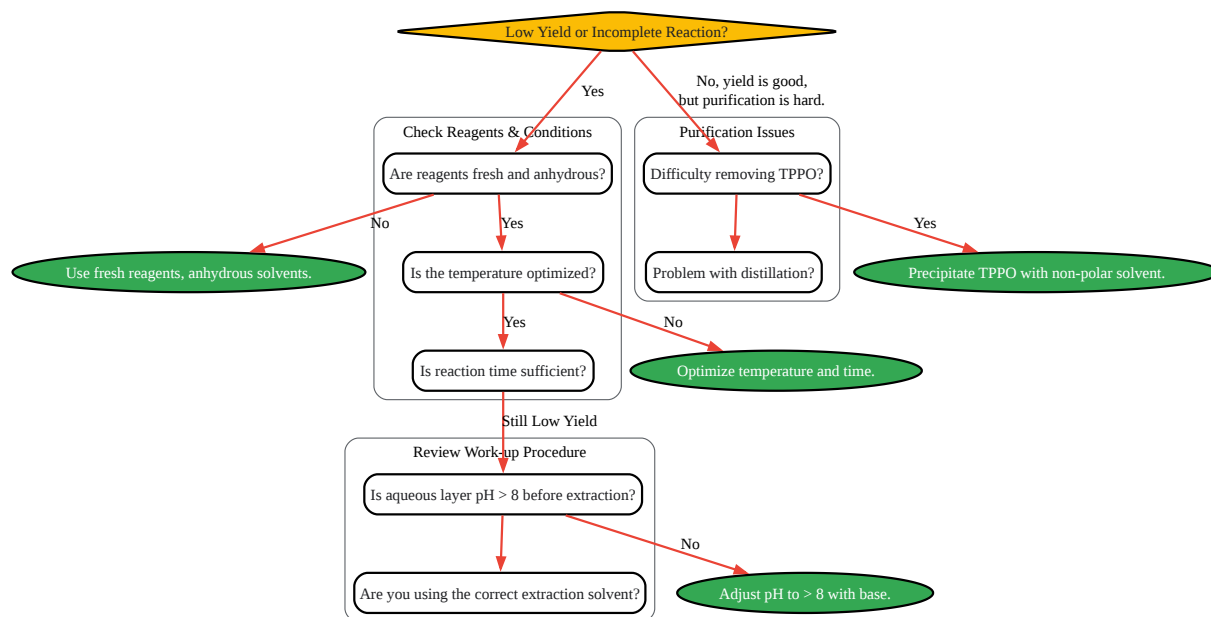 Low Yield or Incomplete Reaction?
Yes
No, yield is good,
but purification is hard.
Check Reagents & Conditions
Purification Issues
Are reagents fresh and anhydrous?
Difficulty removing TPPO?
No
Yes
Yes
Use fresh reagents, anhydrous solvents.
Is the temperature optimized?
Problem with distillation?
Precipitate TPPO with non-polar solvent.
Yes
No
Is reaction time sufficient?
Optimize temperature and time.
Still Low Yield
Review Work-up Procedure
Is aqueous layer pH > 8 before extraction?
No
Are you using the correct extraction solvent?
Adjust pH to > 8 with base.